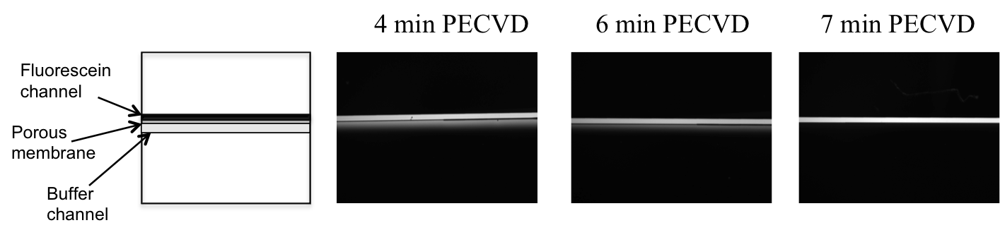 4 min PECVD
6 min PECVD
7 min PECVD
Fluorescein
channel
Porous
membrane
Buffer
channel